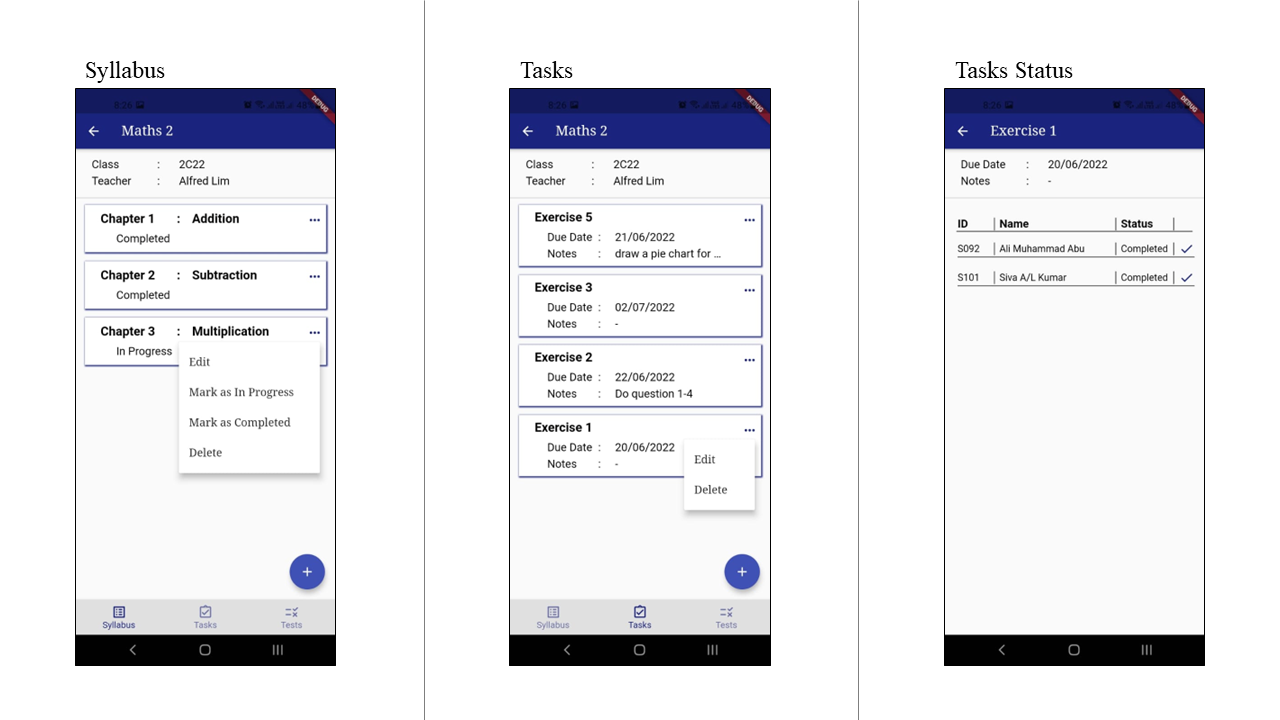 Syllabus
8:26
48%
DEBUG
Maths 2
Class : 2C22
Teacher : Alfred Lim
Chapter 1 : Addition
Completed
Chapter 2 : Subtraction
Completed
Chapter 3 : Multiplication
In Progress
Edit
Mark as In Progress
Mark as Completed
Delete
+
Syllabus Tasks Tests
Tasks
8:26
48%
DEBUG
Maths 2
Class : 2C22
Teacher : Alfred Lim
Exercise 5
Due Date : 21/06/2022
Notes : draw a pie chart for ...
Exercise 3
Due Date : 02/07/2022
Notes : -
Exercise 2
Due Date : 22/06/2022
Notes : Do question 1-4
Exercise 1
Due Date : 20/06/2022
Notes : -
Edit
Delete
+
Syllabus Tasks Tests
Tasks Status
8:26
48%
DEBUG
Exercise 1
Due Date : 20/06/2022
Notes : -
ID Name Status
S092 Ali Muhammad Abu Completed
S101 Siva A/L Kumar Completed